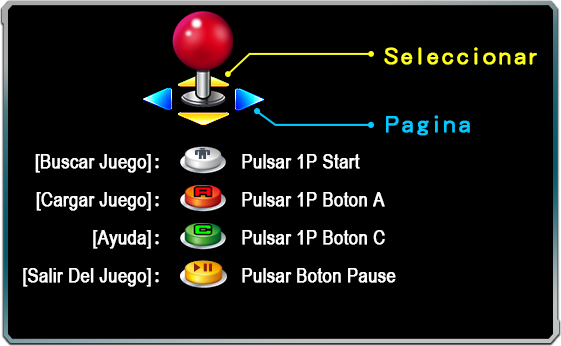 Seleccionar
Pagina
[Buscar Juego]: Pulsar 1P Start
[Cargar Juego]: A Pulsar 1P Boton A
[Ayuda]: C Pulsar 1P Boton C
[Salir Del Juego]: Pulsar Boton Pause